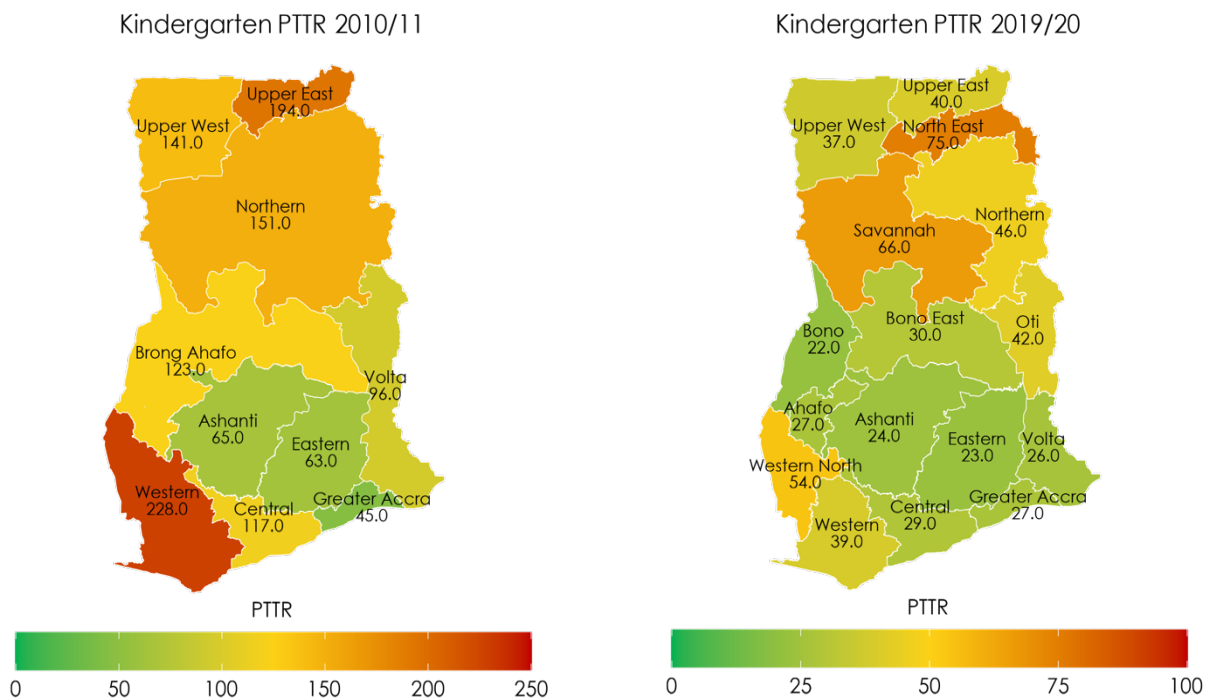 Kindergarten PTTR 2010/11
Upper East
194.0
Upper West
141.0
Northern
151.0
Brong Ahafo
123.0
Volta
96.0
Ashanti
65.0
Eastern
63.0
Western
228.0
Central
117.0
Greater Accra
45.0
PTTR
0 50 100 150 200 250
Kindergarten PTTR 2019/20
Upper East
40.0
Upper West
37.0
North East
75.0
Northern
46.0
Savannah
66.0
Bono East
30.0
Oti
42.0
Bono
22.0
Ahafo
27.0
Ashanti
24.0
Eastern
23.0
Volta
26.0
Western North
54.0
Greater Accra
27.0
Central
29.0
Western
39.0
PTTR
0 25 50 75 100